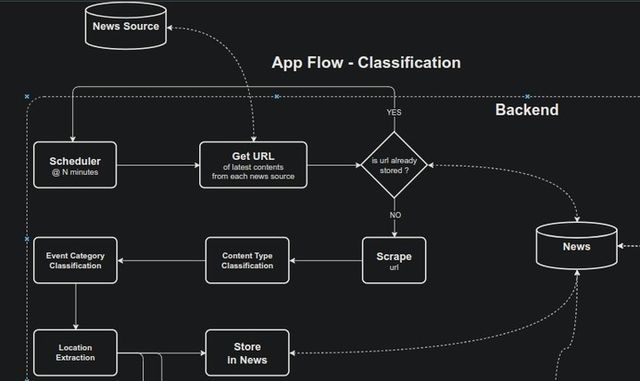 News Source
App Flow - Classification
Backend
YES
Scheduler
@ N minutes
Get URL
of latest contents
from each news source
is url already
stored ?
NO
News
Event Category
Classification
Content Type
Classification
Scrape
url
Location
Extraction
Store
in News